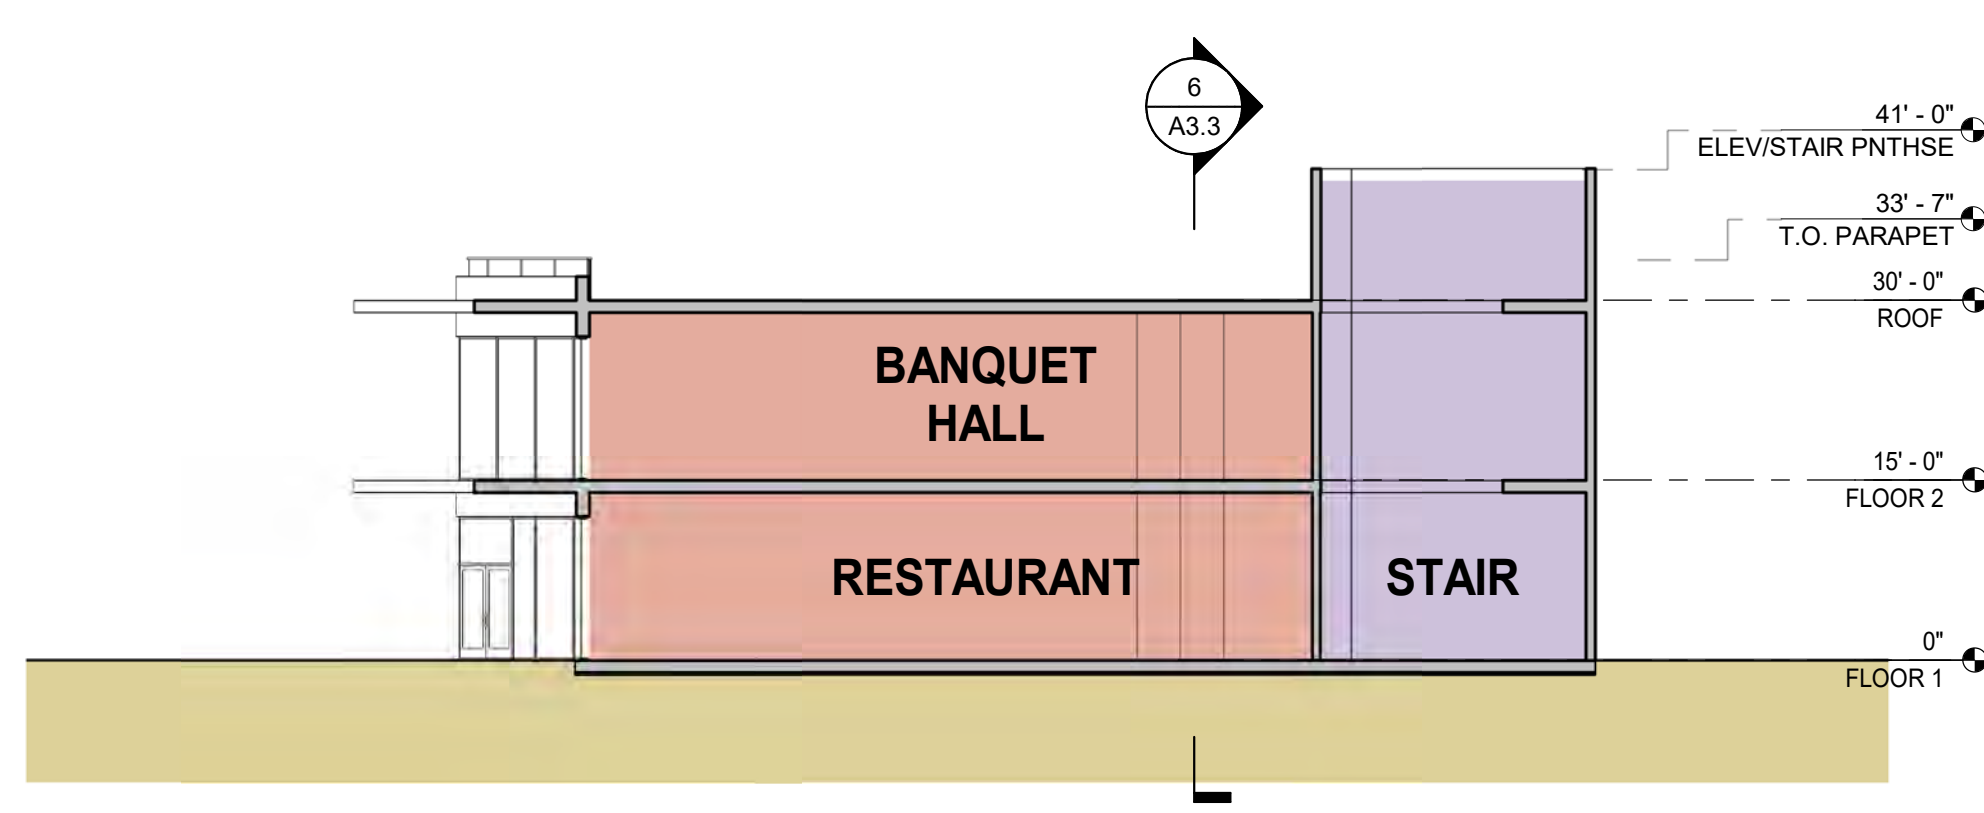 6
A3.3
41' - 0"
ELEV/STAIR PNTHSE
33' - 7"
T.O. PARAPET
30' - 0"
ROOF
BANQUET
HALL
15' - 0"
FLOOR 2
RESTAURANT
STAIR
0"
FLOOR 1